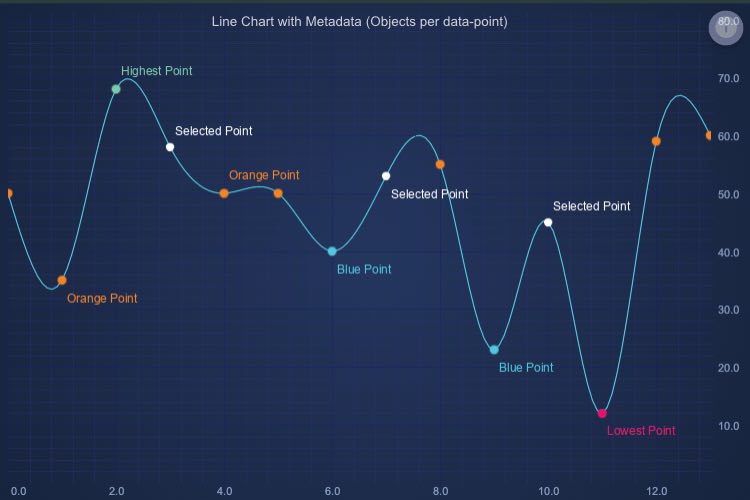 Line Chart with Metadata (Objects per data-point)
80.0
Highest Point
70.0
Selected Point
60.0
Orange Point
Selected Point
50.0
Selected Point
Blue Point
40.0
Orange Point
30.0
Blue Point
20.0
Lowest Point
10.0
0.0 2.0 4.0 6.0 8.0 10.0 12.0